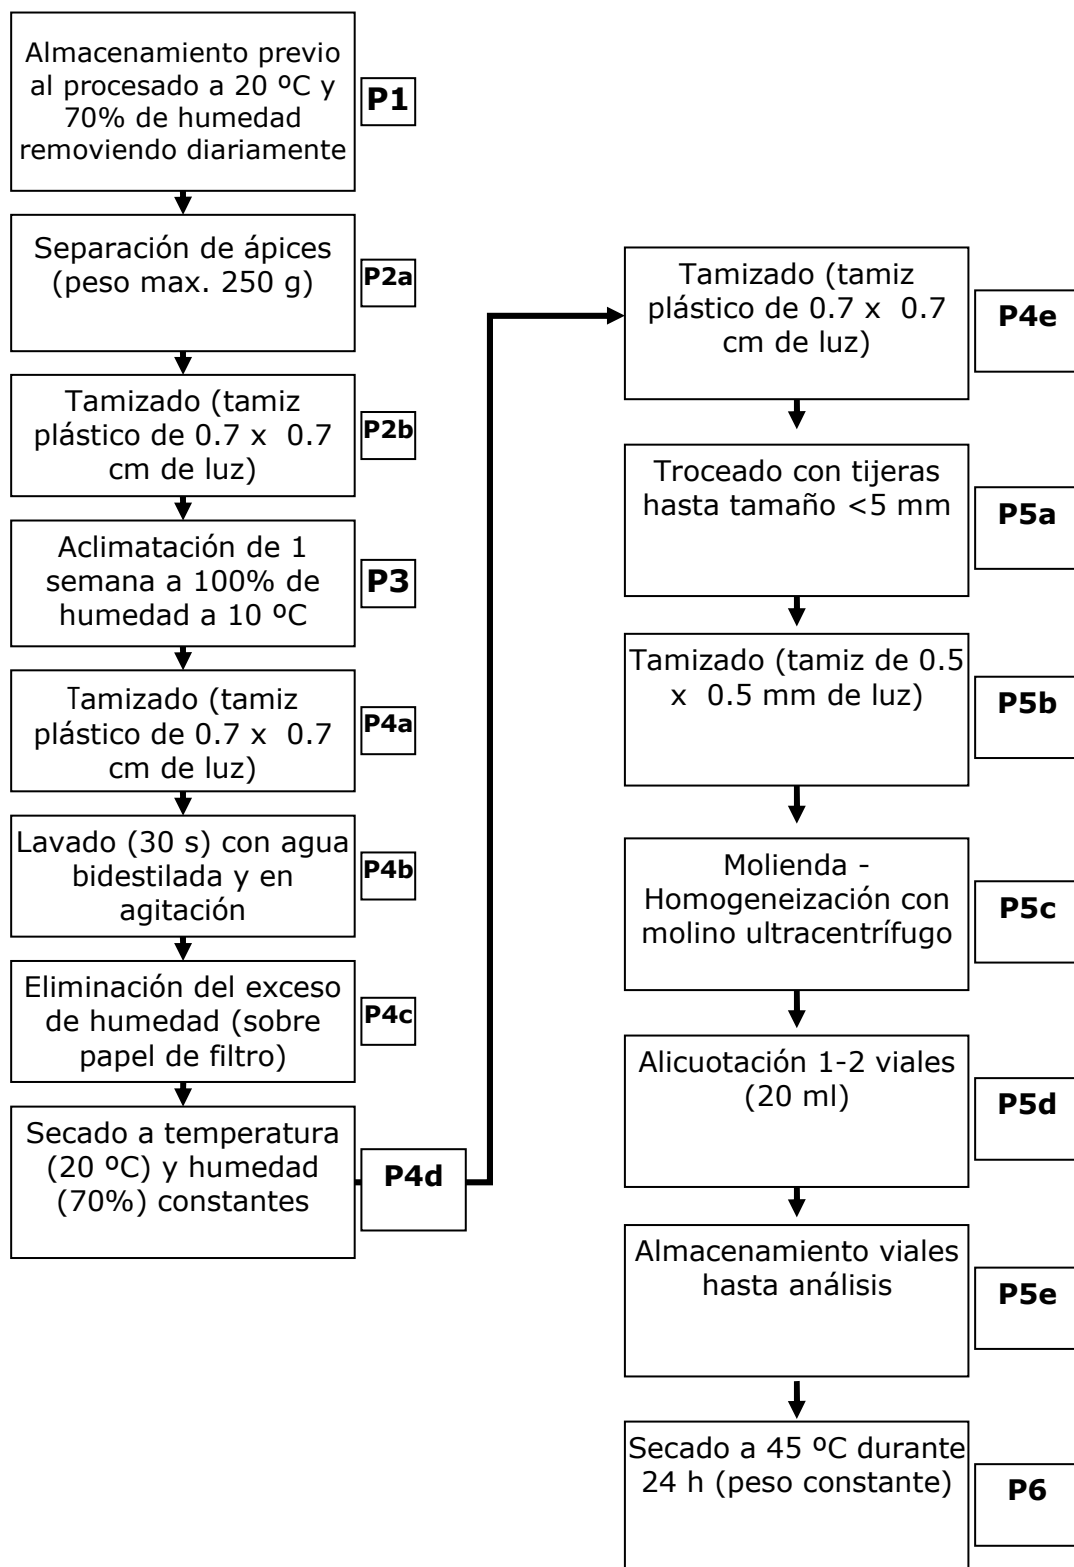 Almacenamiento previo
al procesado a 20 ºC y
70% de humedad
removiendo diariamente
P1
Separación de ápices
(peso max. 250 g)
P2a
Tamizado (tamiz
plástico de 0.7 x 0.7
cm de luz)
P2b
Aclimatación de 1
semana a 100% de
humedad a 10 ºC
P3
Tamizado (tamiz
plástico de 0.7 x 0.7
cm de luz)
P4a
Lavado (30 s) con agua
bidestilada y en
agitación
P4b
Eliminación del exceso
de humedad (sobre
papel de filtro)
P4c
Secado a temperatura
(20 ºC) y humedad
(70%) constantes
P4d
Tamizado (tamiz
plástico de 0.7 x 0.7
cm de luz)
P4e
Troceado con tijeras
hasta tamaño <5 mm
P5a
Tamizado (tamiz de 0.5
x 0.5 mm de luz)
P5b
Molienda -
Homogeneización con
molino ultracentrífugo
P5c
Alicuotación 1-2 viales
(20 ml)
P5d
Almacenamiento viales
hasta análisis
P5e
Secado a 45 ºC durante
24 h (peso constante)
P6